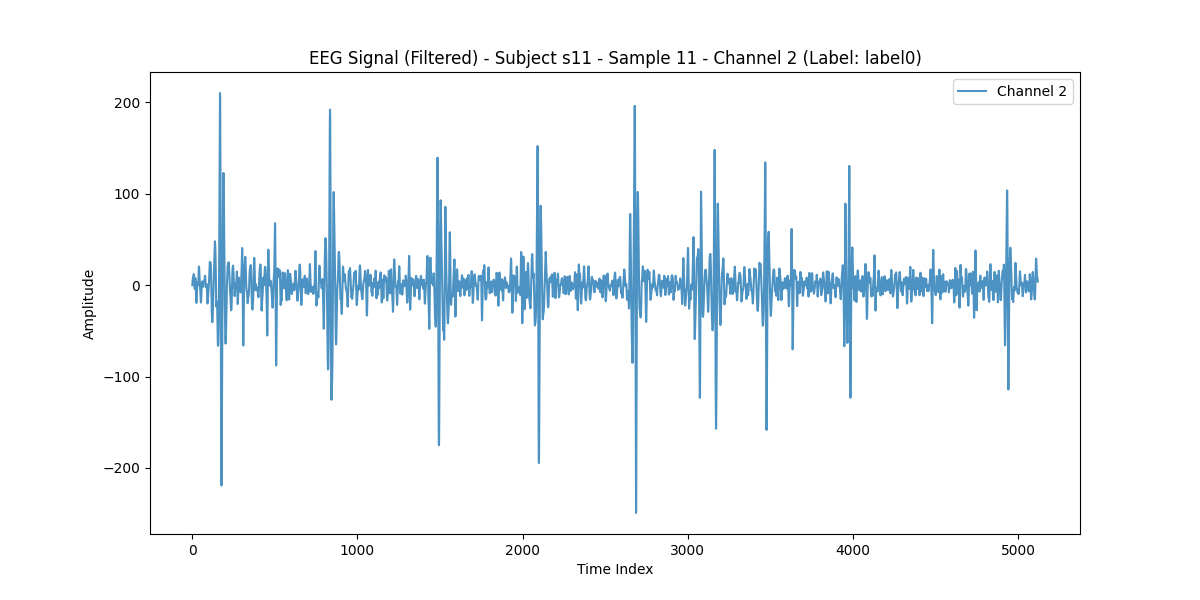 EEG Signal (Filtered) - Subject s11 - Sample 11 - Channel 2 (Label: label0)
Channel 2
200
100
0
−100
−200
Amplitude
0 1000 2000 3000 4000 5000
Time Index